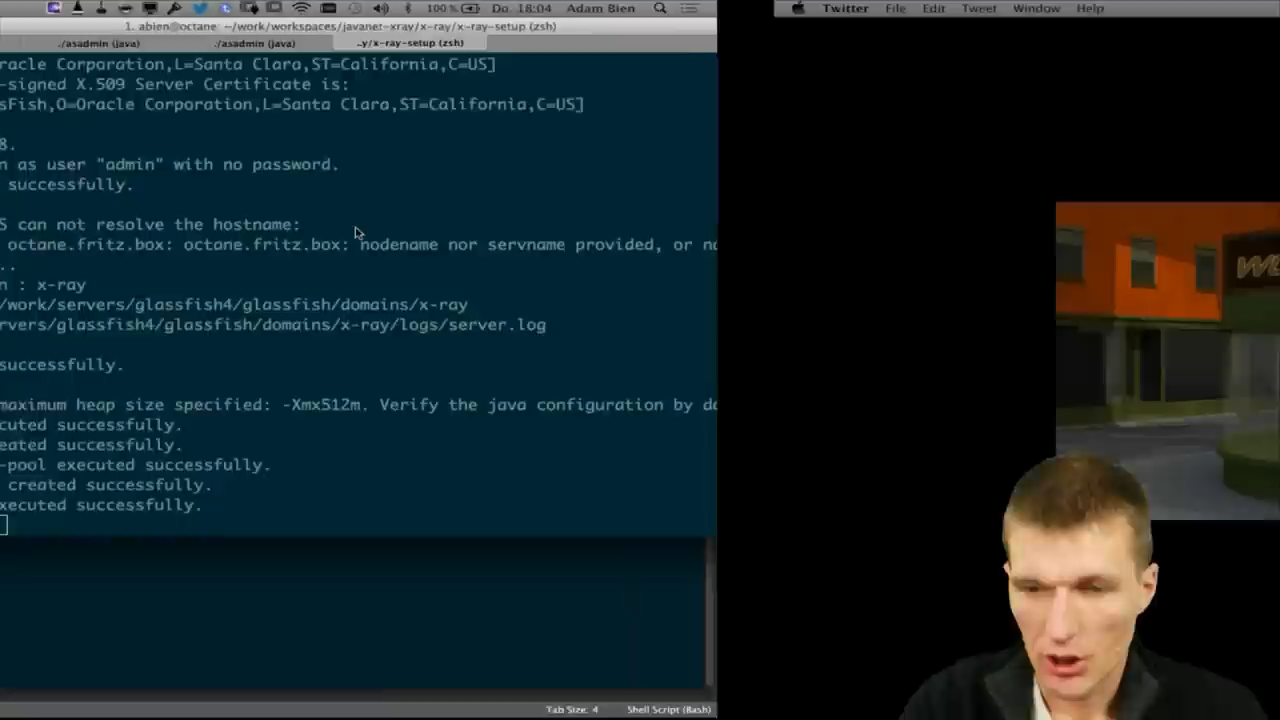 100% Do. 18:04 Adam Bien
Twitter File Edit Tweet Window Help
1. abien@octane: ~/work/workspaces/javanet-xray/x-ray/x-ray-setup (zsh)
./asadmin (java) ./asadmin (java) ..y/x-ray-setup (zsh)
racle Corporation,L=Santa Clara,ST=California,C=US]
-signed X.509 Server Certificate is:
sFish,O=Oracle Corporation,L=Santa Clara,ST=California,C=US]
8.
n as user "admin" with no password.
successfully.
S can not resolve the hostname:
octane.fritz.box: octane.fritz.box: nodename nor servname provided, or no
..
n : x-ray
/work/servers/glassfish4/glassfish/domains/x-ray
rvers/glassfish4/glassfish/domains/x-ray/logs/server.log
successfully.
maximum heap size specified: -Xmx512m. Verify the java configuration by do
cuted successfully.
eated successfully.
-pool executed successfully.
created successfully.
xecuted successfully.
Tab Size: 4 Shell Script (Bash)